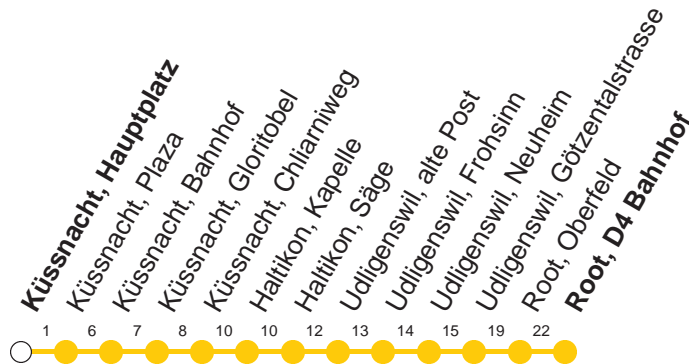 Küssnacht, Hauptplatz
Küssnacht, Plaza
Küssnacht, Bahnhof
Küssnacht, Gloritobel
Küssnacht, Chliarniweg
Haltikon, Kapelle
Haltikon, Säge
Udligenswil, alte Post
Udligenswil, Frohsinn
Udligenswil, Neuheim
Udligenswil, Götzentalstrasse
Root, Oberfeld
Root, D4 Bahnhof
1 6 7 8 10 10 12 13 14 15 19 22